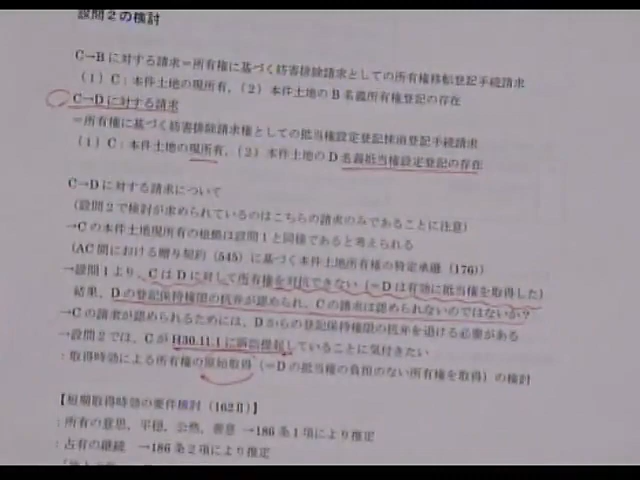 設問2の検討
C→Bに対する請求=所有権に基づく妨害排除請求としての所有権移転登記手続請求
(1)C:本件土地の現所有,(2)本件土地のB名義所有権登記の存在
C→Dに対する請求
=所有権に基づく妨害排除請求権としての抵当権設定登記抹消登記手続請求
(1)C:本件土地の現所有,(2)本件土地のD名義抵当権設定登記の存在
C→Dに対する請求について
(設問2で検討が求められているのはこちらの請求のみであることに注意)
→Cの本件土地現所有の根拠は設問1と同様であると考えられる
(AC間における贈与契約(545)に基づく本件土地所有権の特定承継(176))
→設問1より,CはDに対して所有権を対抗できない(=Dは有効に抵当権を取得した)
結果,Dの登記保持権限の抗弁が認められ,Cの請求は認められないのではないか?
→Cの請求が認められるためには,Dからの登記保持権限の抗弁を退ける必要がある
→設問2では,CがH30.11.1に訴訟提起していることに気付きたい
:取得時効による所有権の原始取得(=Dの抵当権の負担のない所有権を取得)の検討
【短期取得時効の要件検討(162Ⅱ)】
:所有の意思,平穏,公然,善意 →186条1項により推定
:占有の継続 →186条2項により推定